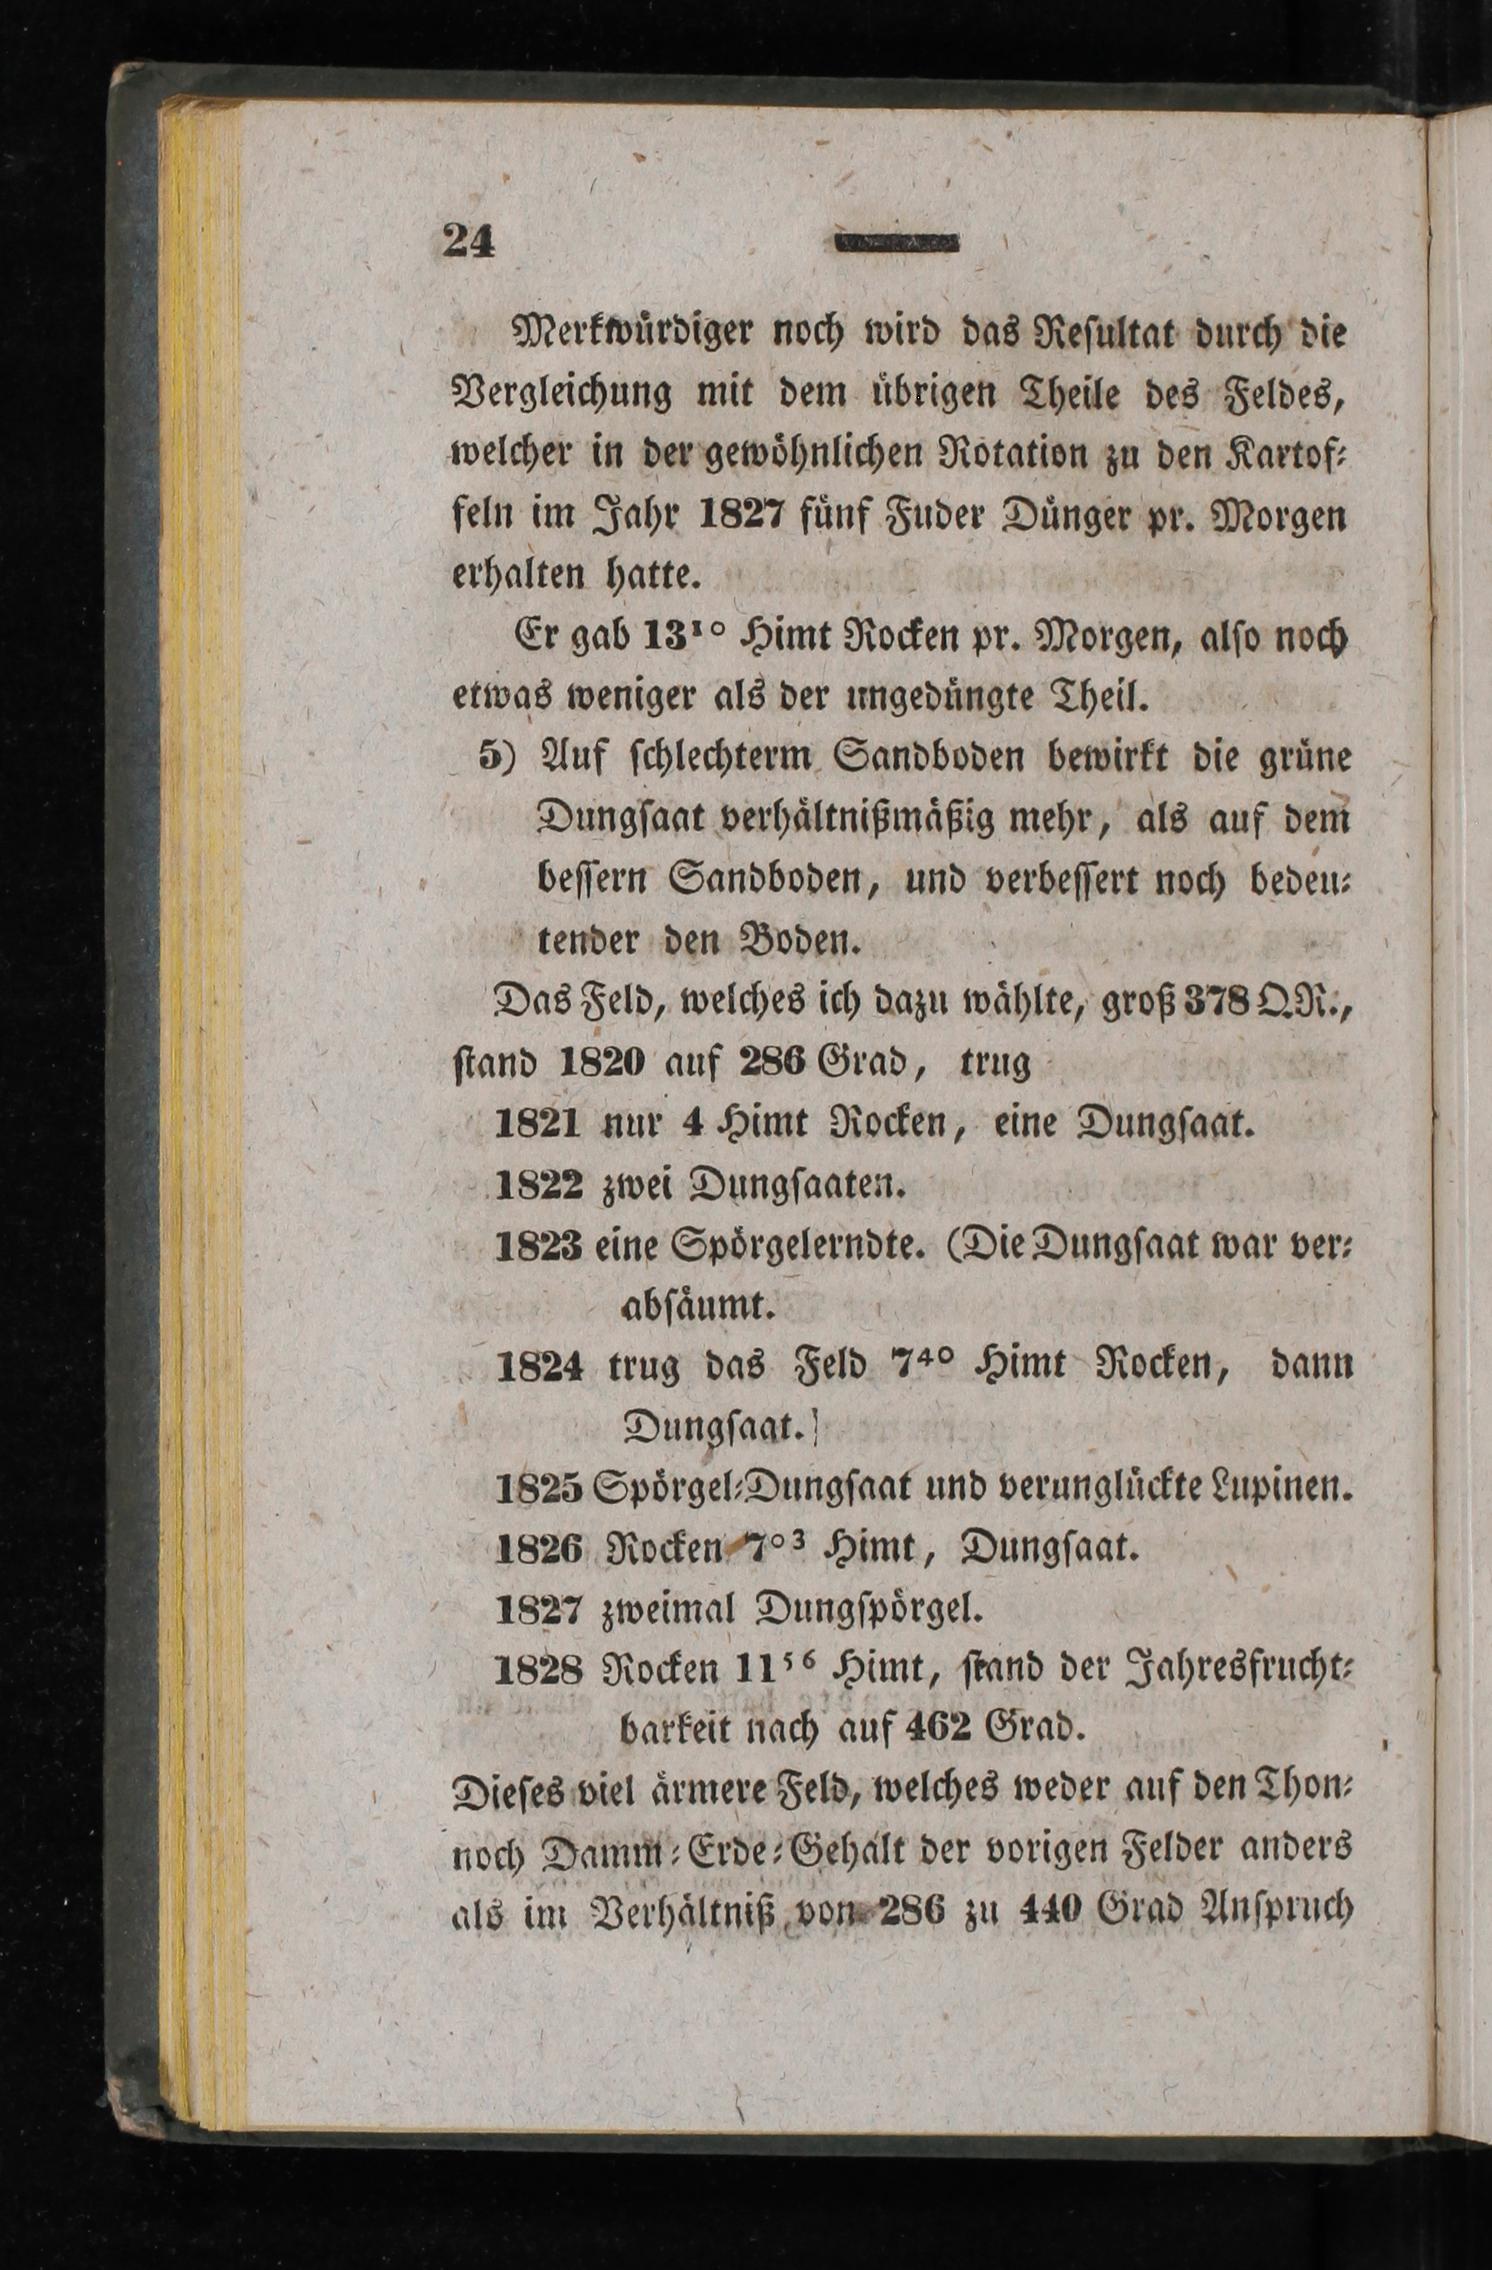 24
Merkwürdiger noch wird das Reſultat durch die
Vergleichung mit dem übrigen Theile des Feldes,
welcher in der gewöhnlichen Rotation zu den Kartof⸗
feln im Jahr 1827 fünf Fuder Dünger pr. Morgen
erhalten hatte.
Er gab 13¹⁰ Himt Rocken pr. Morgen, alſo noch
etwas weniger als der ungedüngte Theil.
5) Auf ſchlechterm Sandboden bewirkt die grüne
Dungſaat verhältnißmäßig mehr, als auf dem
beſſern Sandboden, und verbeſſert noch bedeu⸗
tender den Boden.
Das Feld, welches ich dazu wählte, groß 378 Q.R.,
ſtand 1820 auf 286 Grad, trug
1821 nur 4 Himt Rocken, eine Dungſaat.
1822 zwei Dungſaaten.
1823 eine Spörgelerndte. (Die Dungſaat war ver⸗
abſäumt.
1824 trug das Feld 7⁴⁰ Himt Rocken, dann
Dungſaat.]
1825 Spörgel⸗Dungſaat und verunglückte Lupinen.
1826 Rocken 7⁰³ Himt, Dungſaat.
1827 zweimal Dungſpörgel.
1828 Rocken 11⁵⁶ Himt, ſtand der Jahresfrucht⸗
barkeit nach auf 462 Grad.
Dieſes viel ärmere Feld, welches weder auf den Thon⸗
noch Damm⸗Erde⸗Gehalt der vorigen Felder anders
als im Verhältniß von 286 zu 440 Grad Anſpruch